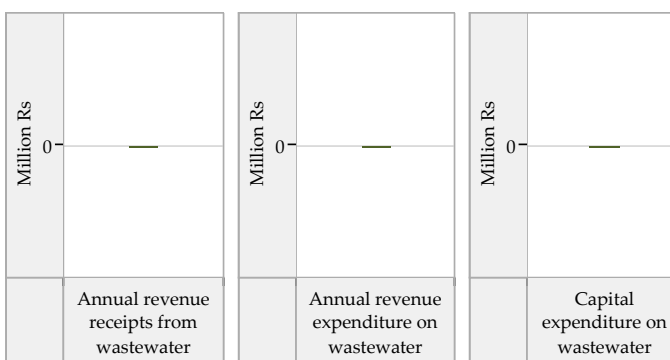 Million Rs
0
Annual revenue
receipts from
wastewater
Million Rs
0
Annual revenue
expenditure on
wastewater
Million Rs
0
Capital
expenditure on
wastewater